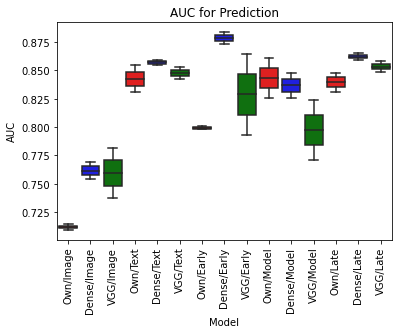 AUC for Prediction
AUC
0.875
0.850
0.825
0.800
0.775
0.750
0.725
Own/Image
Dense/Image
VGG/Image
Own/Text
Dense/Text
VGG/Text
Own/Early
Dense/Early
VGG/Early
Own/Model
Dense/Model
VGG/Model
Own/Late
Dense/Late
VGG/Late
Model